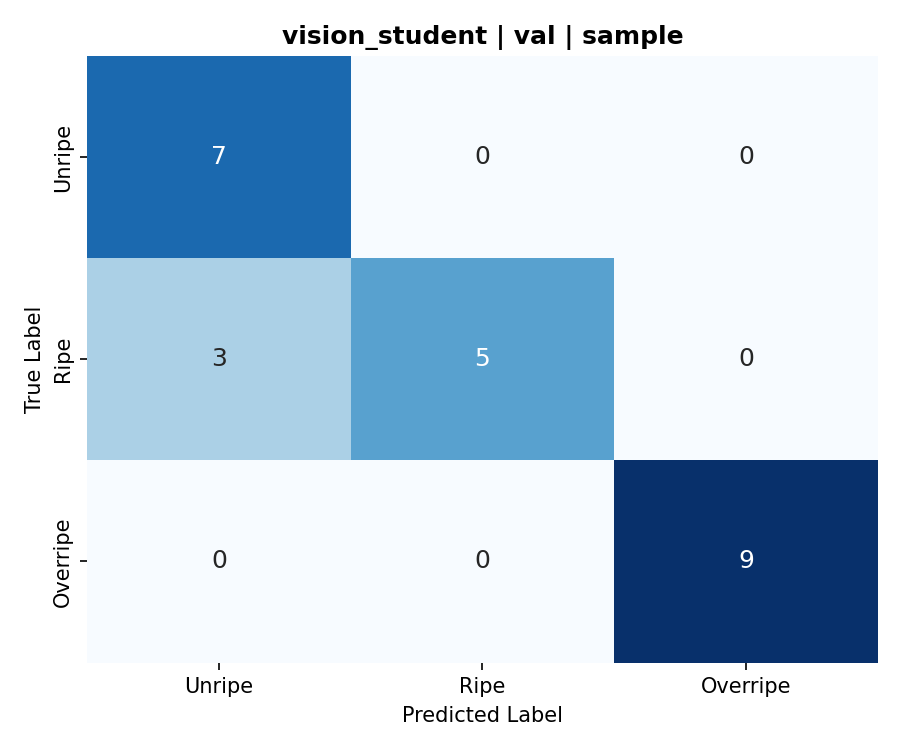 vision_student | val | sample
True Label
Unripe
7 0 0
Ripe
3 5 0
Overripe
0 0 9
Unripe Ripe Overripe
Predicted Label